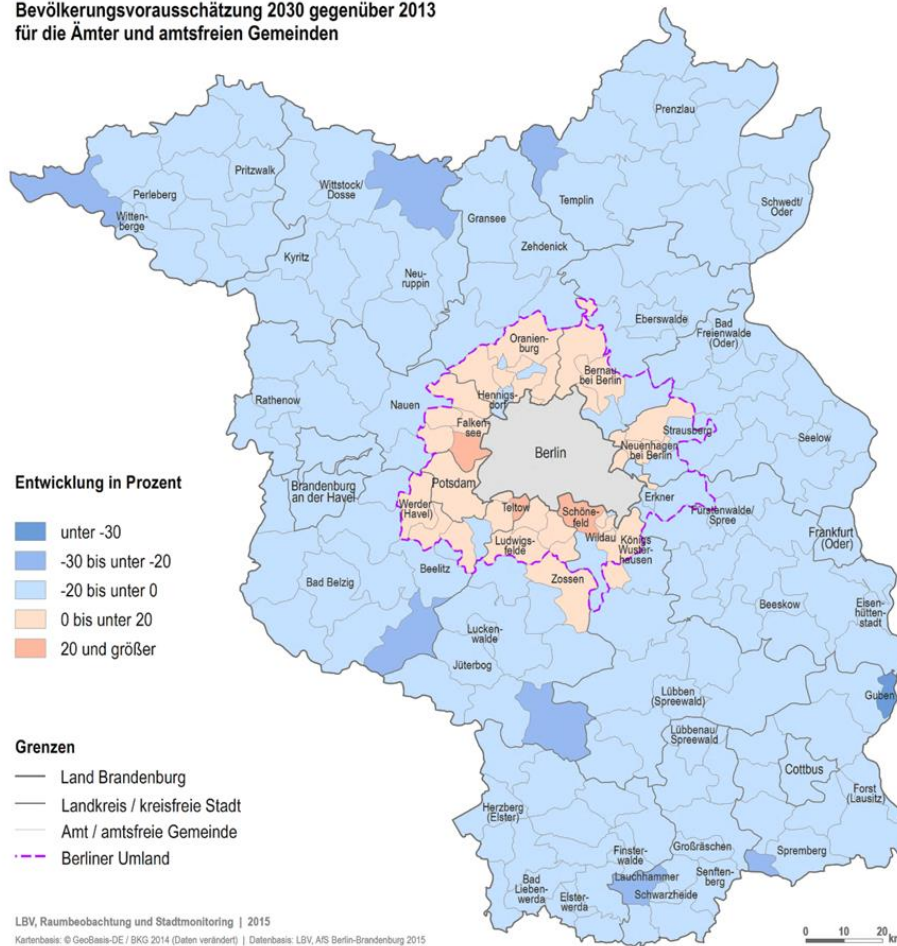 Bevölkerungsvorausschätzung 2030 gegenüber 2013
für die Ämter und amtsfreien Gemeinden
Prenzlau
Pritzwalk
Perleberg
Wittstock/
Dosse
Templin
Schwedt/
Oder
Witten-
berge
Gransee
Zehdenick
Kyritz
Neu-
ruppin
Eberswalde
Bad
Freienwalde
(Oder)
Oranien-
burg
Bernau
bei Berlin
Rathenow
Nauen
Hennigs-
dorf
Falken-
see
Strausberg
Seelow
Neuenhagen
bei Berlin
Berlin
Entwicklung in Prozent
Brandenburg
an der Havel
Potsdam
Werder
(Havel)
Erkner
Fürstenwalde/
Spree
Teltow
Schöne-
feld
Frankfurt
(Oder)
unter -30
-30 bis unter -20
-20 bis unter 0
0 bis unter 20
20 und größer
Ludwigs-
felde
Wildau
Königs
Wuster-
hausen
Beelitz
Bad Belzig
Zossen
Beeskow
Eisen-
hütten-
stadt
Lucken-
walde
Jüterbog
Guben
Lübben
(Spreewald)
Lübbenau/
Spreewald
Grenzen
Land Brandenburg
Landkreis / kreisfreie Stadt
Amt / amtsfreie Gemeinde
Berliner Umland
Cottbus
Forst
(Lausitz)
Herzberg
(Elster)
Finster-
walde
Großräschen
Spremberg
Lauchhammer
Senften-
berg
Schwarzheide
Bad
Lieben-
werda
Elster-
werda
LBV, Raumbeobachtung und Stadtmonitoring | 2015
Kartenbasis: © GeoBasis-DE / BKG 2014 (Daten verändert) | Datenbasis: LBV, AfS Berlin-Brandenburg 2015
0 10 20
km